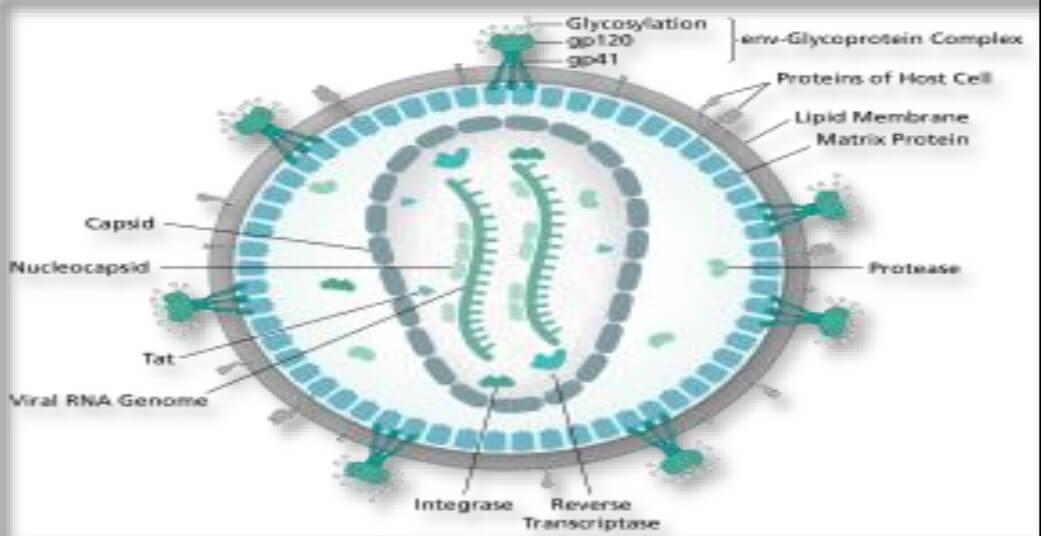 Glycosylation
gp120
gp41
env-Glycoprotein Complex
Proteins of Host Cell
Lipid Membrane
Matrix Protein
Capsid
Nucleocapsid
Protease
Tat
Viral RNA Genome
Integrase
Reverse
Transcriptase